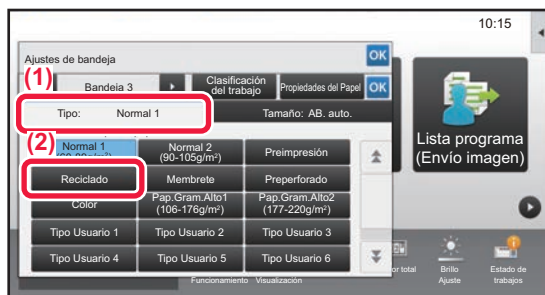 10:15
Ajustes de bandeja
OK
(1)
Bandeja 3
Clasificación
del trabajo
Propiedades del Papel
OK
Tipo: Normal 1
Tamaño: AB. auto.
(2)
Normal 1
Normal 2
(90-105g/m²)
Preimpresión
Reciclado
Membrete
Preperforado
Color
Pap.Gram.Alto1
(106-176g/m²)
Pap.Gram.Alto2
(177-220g/m²)
Tipo Usuario 1
Tipo Usuario 2
Tipo Usuario 3
Tipo Usuario 4
Tipo Usuario 5
Tipo Usuario 6
Lista programa
(Envío imagen)
or total
Brillo
Ajuste
Estado de
trabajos
Funcionamiento Visualización